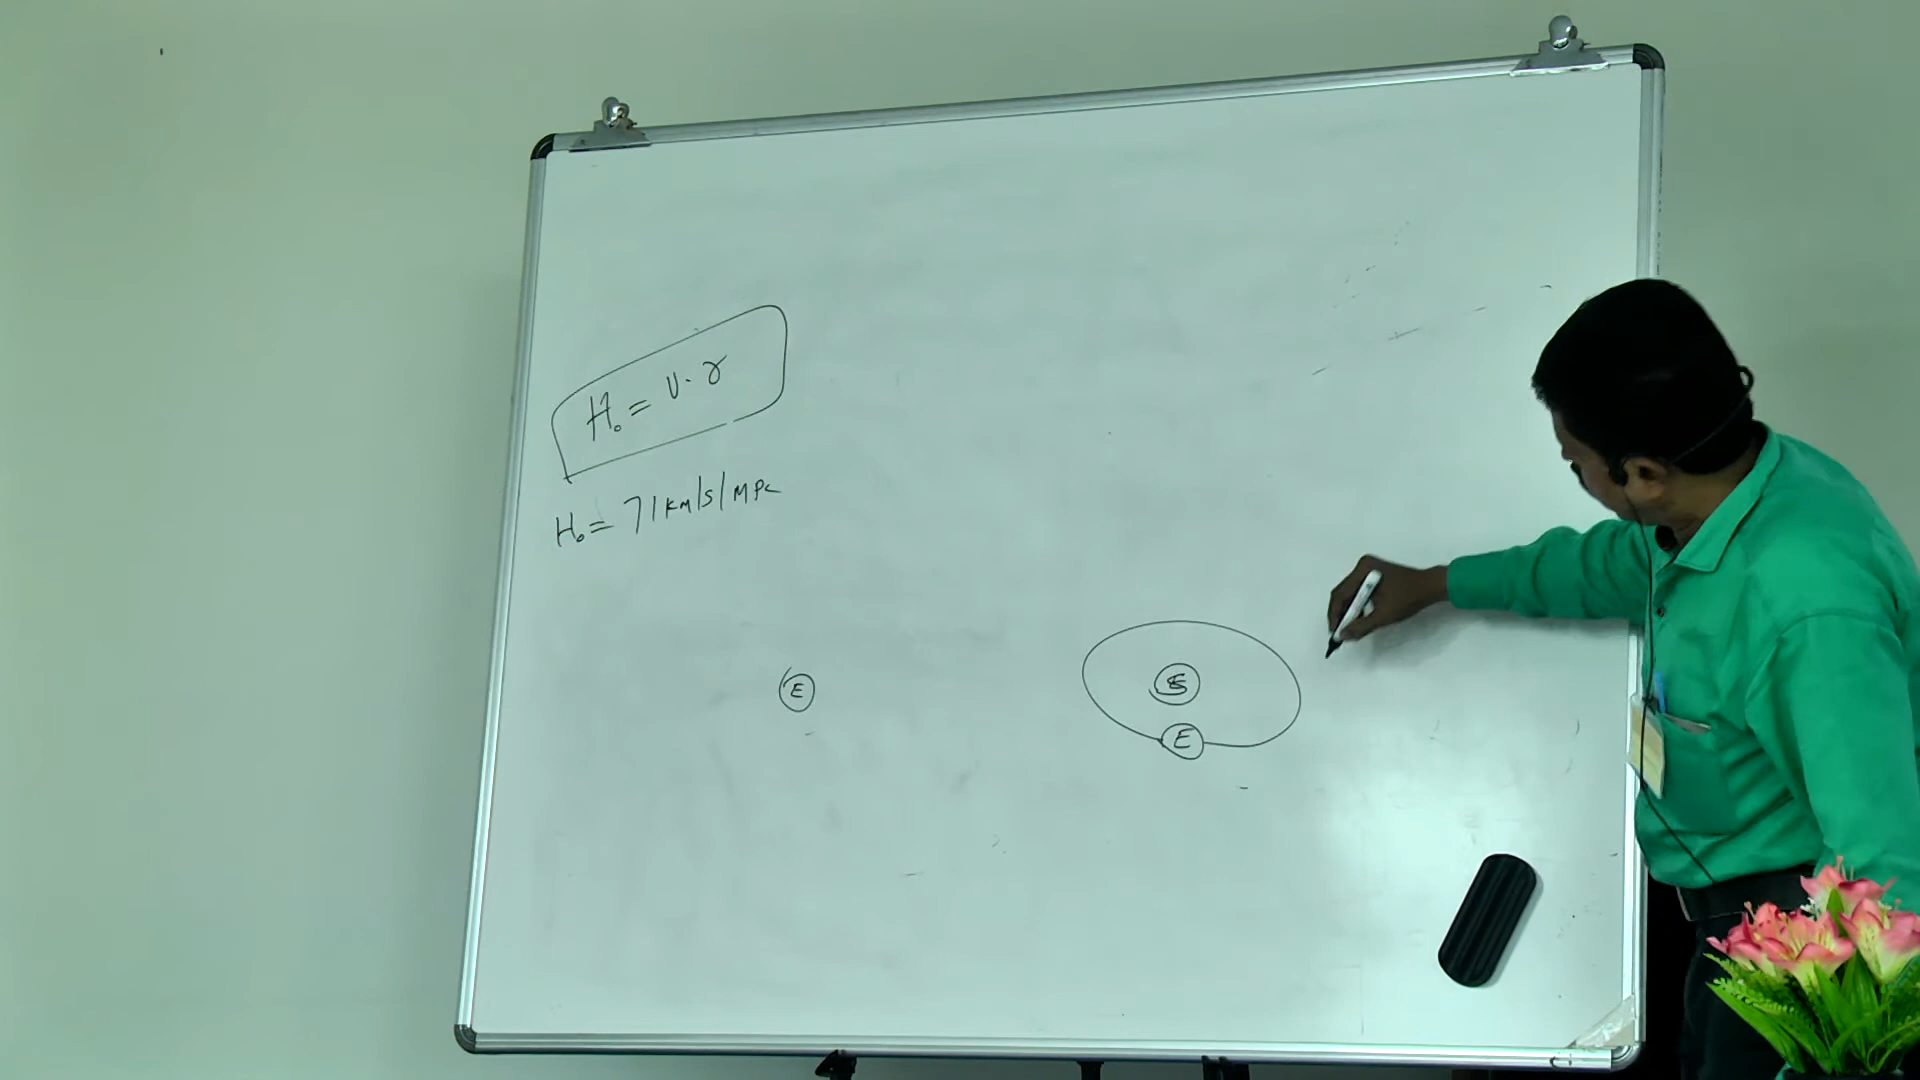 H₀ = v · r
H₀ = 71 km/s/Mpc
E
S
E